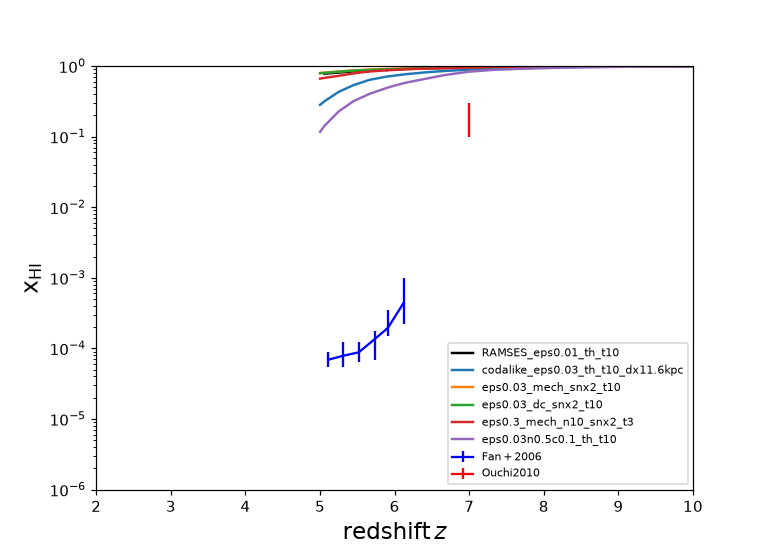 10⁰
10⁻¹
10⁻²
10⁻³
10⁻⁴
10⁻⁵
10⁻⁶
xHI
RAMSES_eps0.01_th_t10
codalike_eps0.03_th_t10_dx11.6kpc
eps0.03_mech_snx2_t10
eps0.03_dc_snx2_t10
eps0.3_mech_n10_snx2_t3
eps0.03n0.5c0.1_th_t10
Fan+2006
Ouchi2010
2 3 4 5 6 7 8 9 10
redshift z